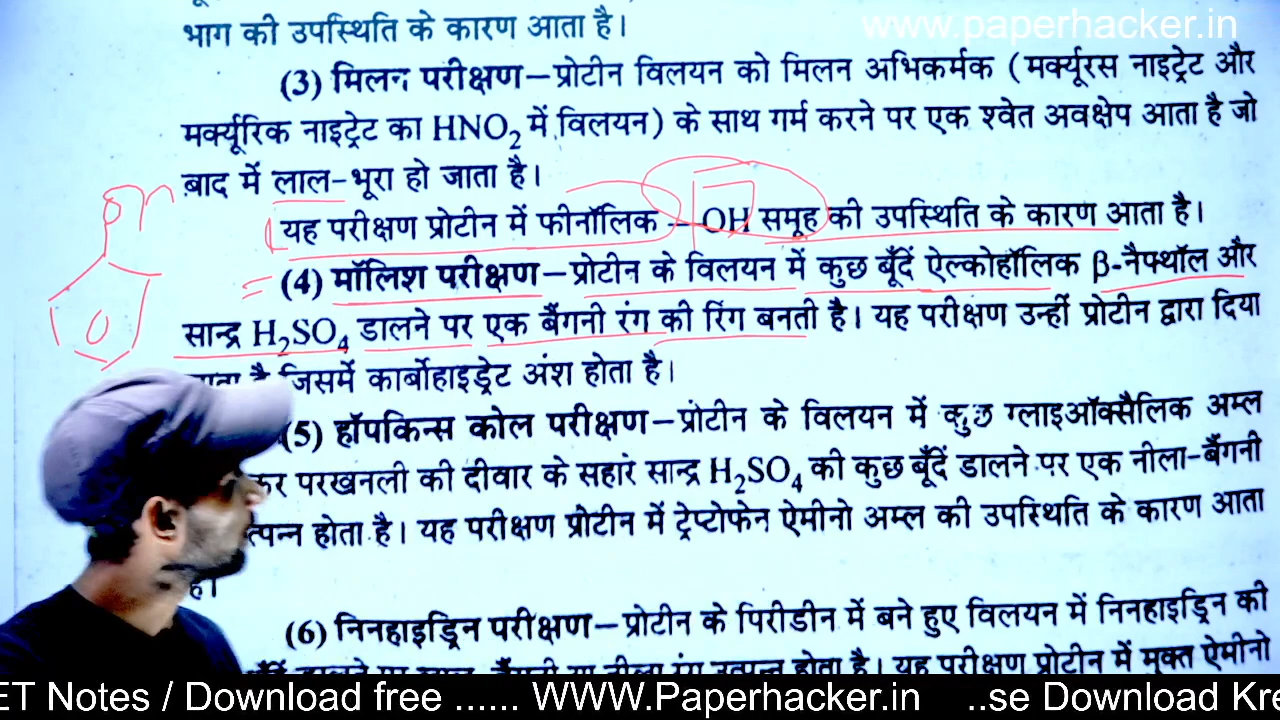 www.paperhacker.in
भाग की उपस्थिति के कारण आता है।
(3) मिलन परीक्षण–प्रोटीन विलयन को मिलन अभिकर्मक (मर्क्यूरस नाइट्रेट और
मर्क्यूरिक नाइट्रेट का HNO₂ में विलयन) के साथ गर्म करने पर एक श्वेत अवक्षेप आता है जो
बाद में लाल-भूरा हो जाता है।
यह परीक्षण प्रोटीन में फीनॉलिक – OH समूह की उपस्थिति के कारण आता है।
(4) मॉलिश परीक्षण–प्रोटीन के विलयन में कुछ बूँदें ऐल्कोहॉलिक β-नैफ्थॉल और
सान्द्र H₂SO₄ डालने पर एक बैंगनी रंग की रिंग बनती है। यह परीक्षण उन्हीं प्रोटीन द्वारा दिया
जाता है जिसमें कार्बोहाइड्रेट अंश होता है।
(5) हॉपकिन्स कोल परीक्षण–प्रोटीन के विलयन में कुछ ग्लाइऑक्सैलिक अम्ल
परखनली की दीवार के सहारे सान्द्र H₂SO₄ की कुछ बूँदें डालने पर एक नीला-बैंगनी
होता है। यह परीक्षण प्रोटीन में ट्रेप्टोफेन ऐमीनो अम्ल की उपस्थिति के कारण आता
है।
(6) निनहाइड्रिन परीक्षण–प्रोटीन के पिरीडीन में बने हुए विलयन में निनहाइड्रिन की
उत्पन्न होता है। यह परीक्षण प्रोटीन में मुक्त ऐमीनो
ET Notes / Download free ...... WWW.Paperhacker.in ..se Download Kre